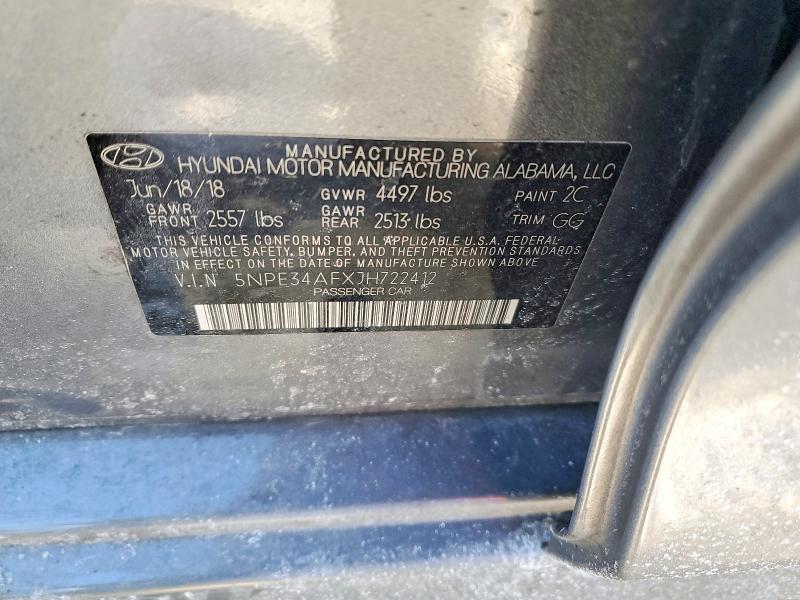 MANUFACTURED BY
HYUNDAI MOTOR MANUFACTURING ALABAMA, LLC
Jun/18/18 GVWR 4497 lbs PAINT 2C
GAWR FRONT 2557 lbs GAWR REAR 2513 lbs TRIM GG
THIS VEHICLE CONFORMS TO ALL APPLICABLE U.S.A. FEDERAL
MOTOR VEHICLE SAFETY, BUMPER, AND THEFT PREVENTION STANDARDS
IN EFFECT ON THE DATE OF MANUFACTURE SHOWN ABOVE.
V.I.N 5NPE34AFXJH722412
PASSENGER CAR